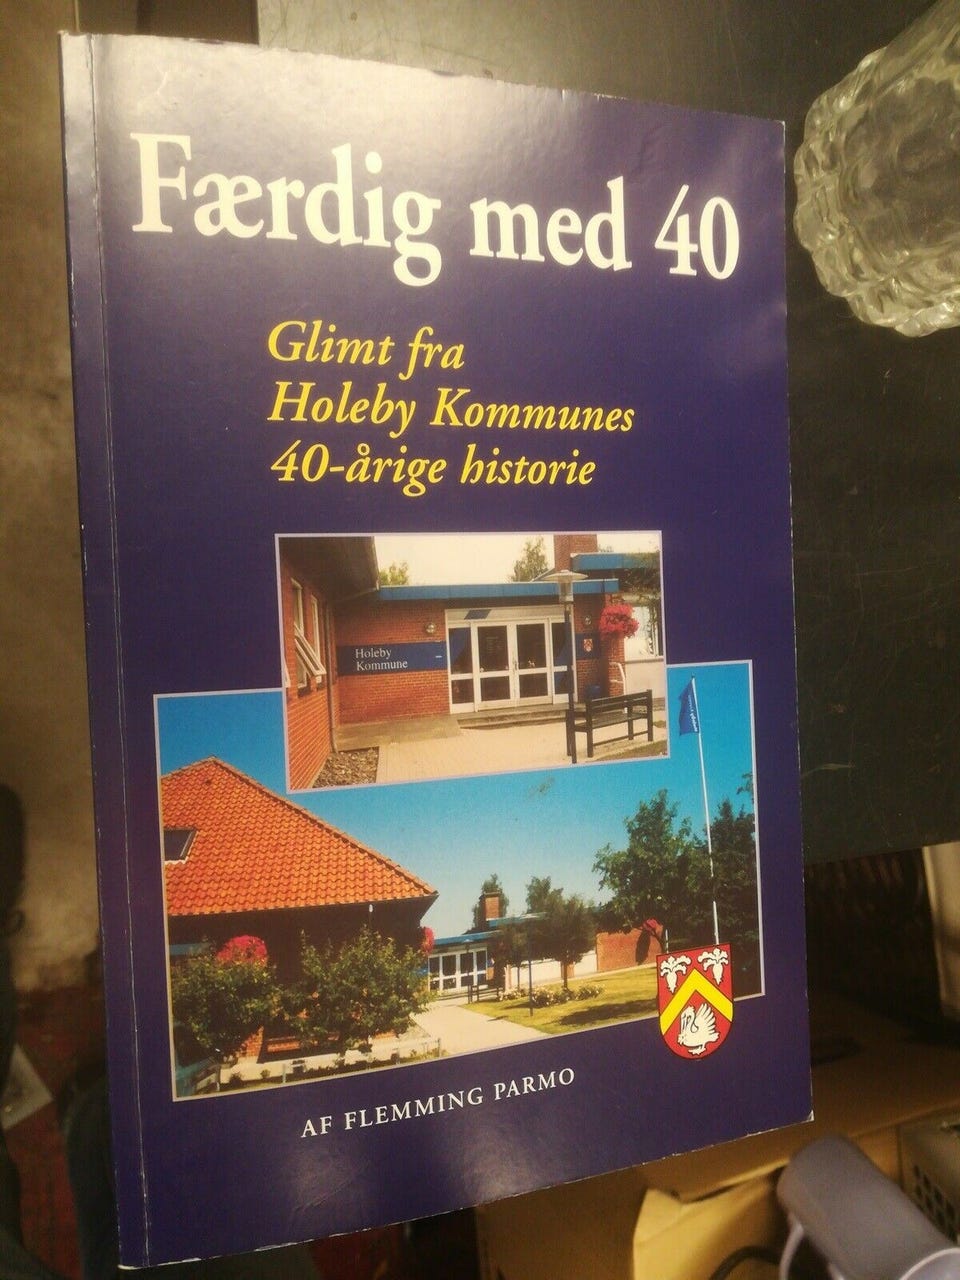 Færdig med 40
Glimt fra
Holeby Kommunes
40-årige historie
Holeby
Kommune
AF FLEMMING PARMO